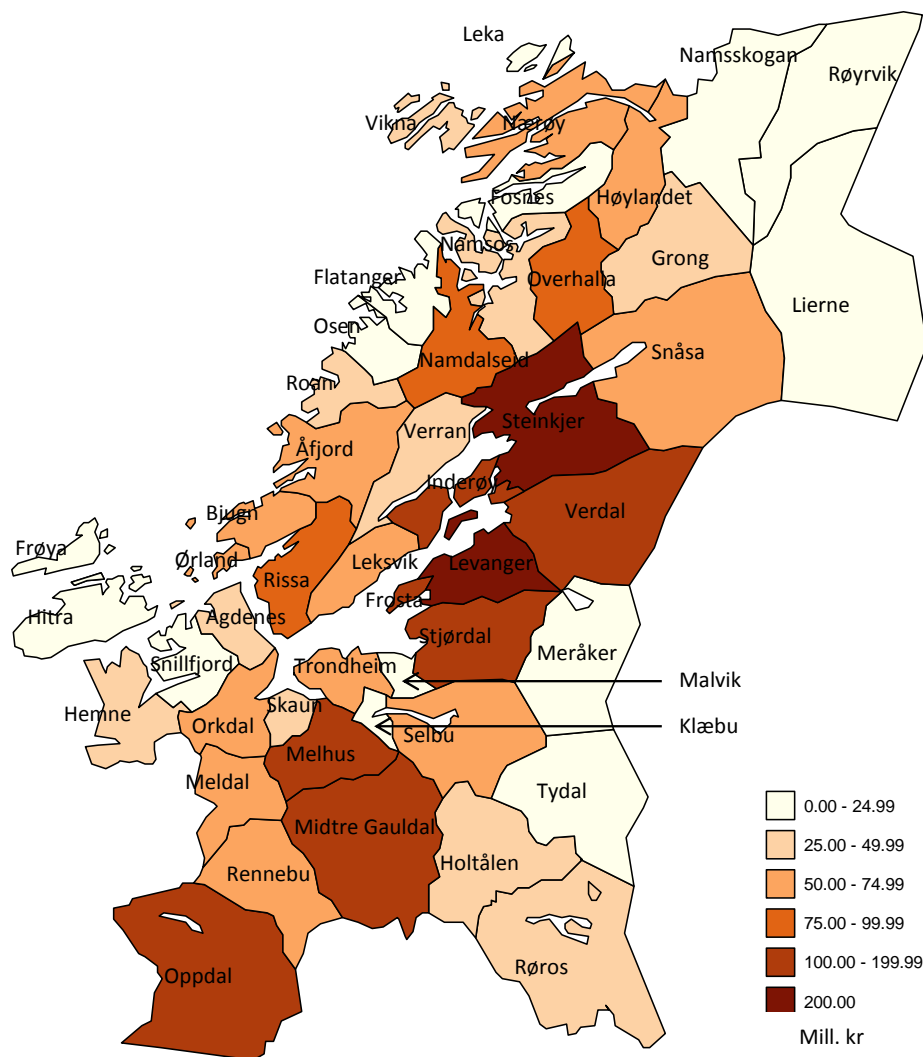 Leka
Namsskogan
Røyrvik
Vikna
Nærøy
Fosnes
Høylandet
Namsos
Grong
Flatanger
Overhalla
Lierne
Osen
Namdalseid
Snåsa
Roan
Steinkjer
Verran
Åfjord
Inderøy
Bjugn
Verdal
Frøya
Ørland
Rissa
Leksvik
Levanger
Frosta
Hitra
Agdenes
Stjørdal
Meråker
Snillfjord
Trondheim
Malvik
Hemne
Skaun
Orkdal
Selbu
Klæbu
Melhus
Meldal
Tydal
Midtre Gauldal
Rennebu
Holtålen
Oppdal
Røros
0.00 - 24.99
25.00 - 49.99
50.00 - 74.99
75.00 - 99.99
100.00 - 199.99
200.00
Mill. kr